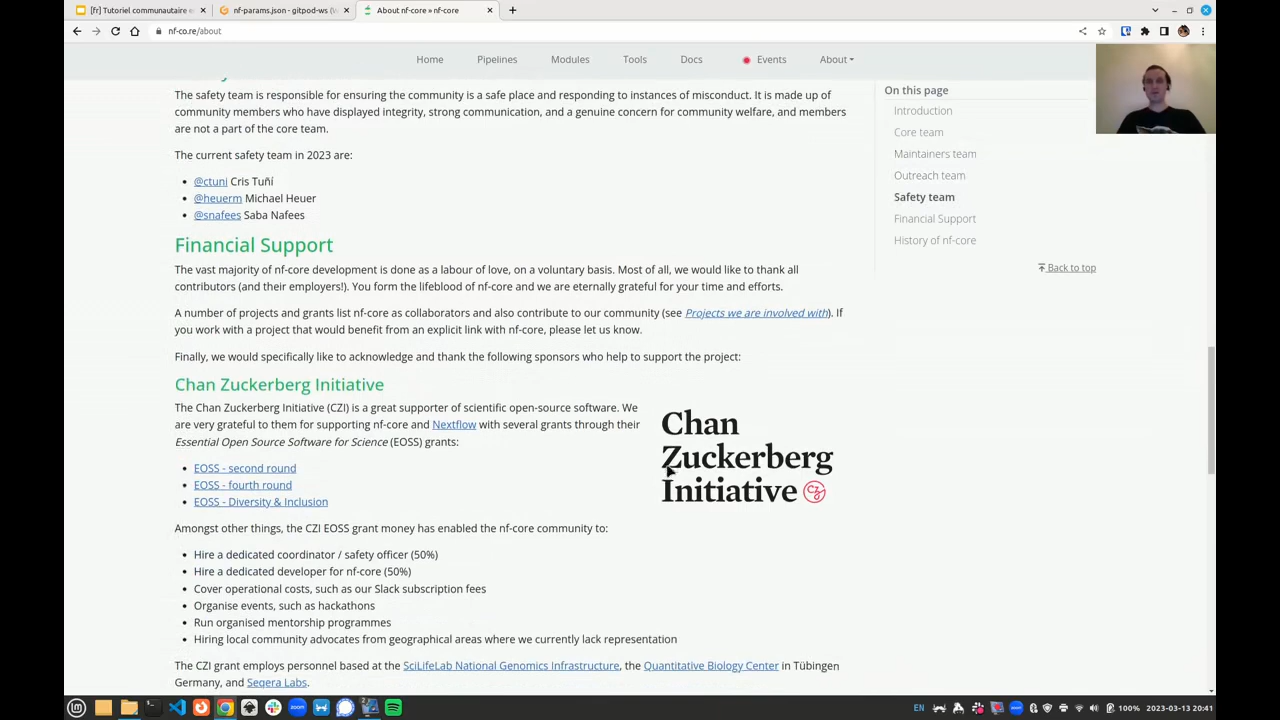 [fr] Tutoriel communautaire
nf-params.json - gitpod-ws (
About nf-core » nf-core
nf-co.re/about
Home Pipelines Modules Tools Docs Events About
The safety team is responsible for ensuring the community is a safe place and responding to instances of misconduct. It is made up of
community members who have displayed integrity, strong communication, and a genuine concern for community welfare, and members
are not a part of the core team.
The current safety team in 2023 are:
@ctuni Cris Tuñí
@heuerm Michael Heuer
@snafees Saba Nafees
Financial Support
The vast majority of nf-core development is done as a labour of love, on a voluntary basis. Most of all, we would like to thank all
contributors (and their employers!). You form the lifeblood of nf-core and we are eternally grateful for your time and efforts.
A number of projects and grants list nf-core as collaborators and also contribute to our community (see Projects we are involved with). If
you work with a project that would benefit from an explicit link with nf-core, please let us know.
Finally, we would specifically like to acknowledge and thank the following sponsors who help to support the project:
Chan Zuckerberg Initiative
The Chan Zuckerberg Initiative (CZI) is a great supporter of scientific open-source software. We
are very grateful to them for supporting nf-core and Nextflow with several grants through their
Essential Open Source Software for Science (EOSS) grants:
EOSS - second round
EOSS - fourth round
EOSS - Diversity & Inclusion
Chan
Zuckerberg
Initiative
Amongst other things, the CZI EOSS grant money has enabled the nf-core community to:
Hire a dedicated coordinator / safety officer (50%)
Hire a dedicated developer for nf-core (50%)
Cover operational costs, such as our Slack subscription fees
Organise events, such as hackathons
Run organised mentorship programmes
Hiring local community advocates from geographical areas where we currently lack representation
The CZI grant employs personnel based at the SciLifeLab National Genomics Infrastructure, the Quantitative Biology Center in Tübingen
Germany, and Seqera Labs.
On this page
Introduction
Core team
Maintainers team
Outreach team
Safety team
Financial Support
History of nf-core
Back to top
EN
100%
2023-03-13 20:41